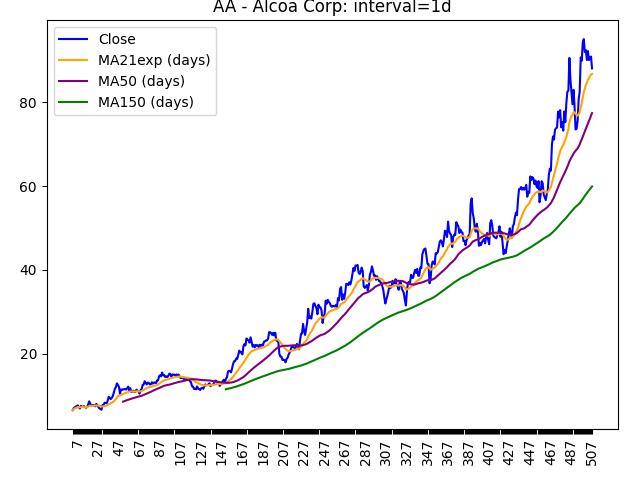 AA - Alcoa Corp: interval=1d
Close
MA21exp (days)
MA50 (days)
MA150 (days)
80
60
40
20
7 27 47 67 87 107 127 147 167 187 207 227 247 267 287 307 327 347 367 387 407 427 447 467 487 507